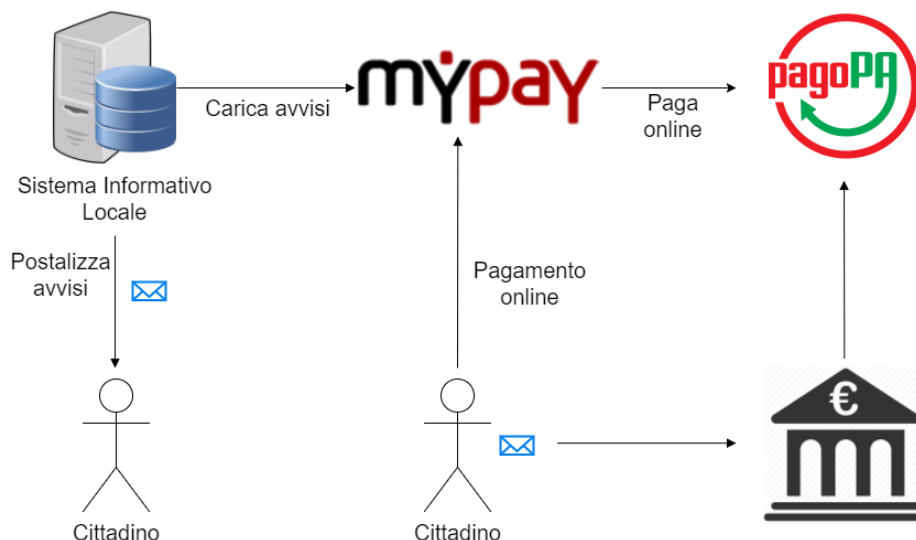 mypay
pagoPA
Carica avvisi
Paga
online
Sistema Informativo
Locale
Postalizza
avvisi
Pagamento
online
€
Cittadino
Cittadino